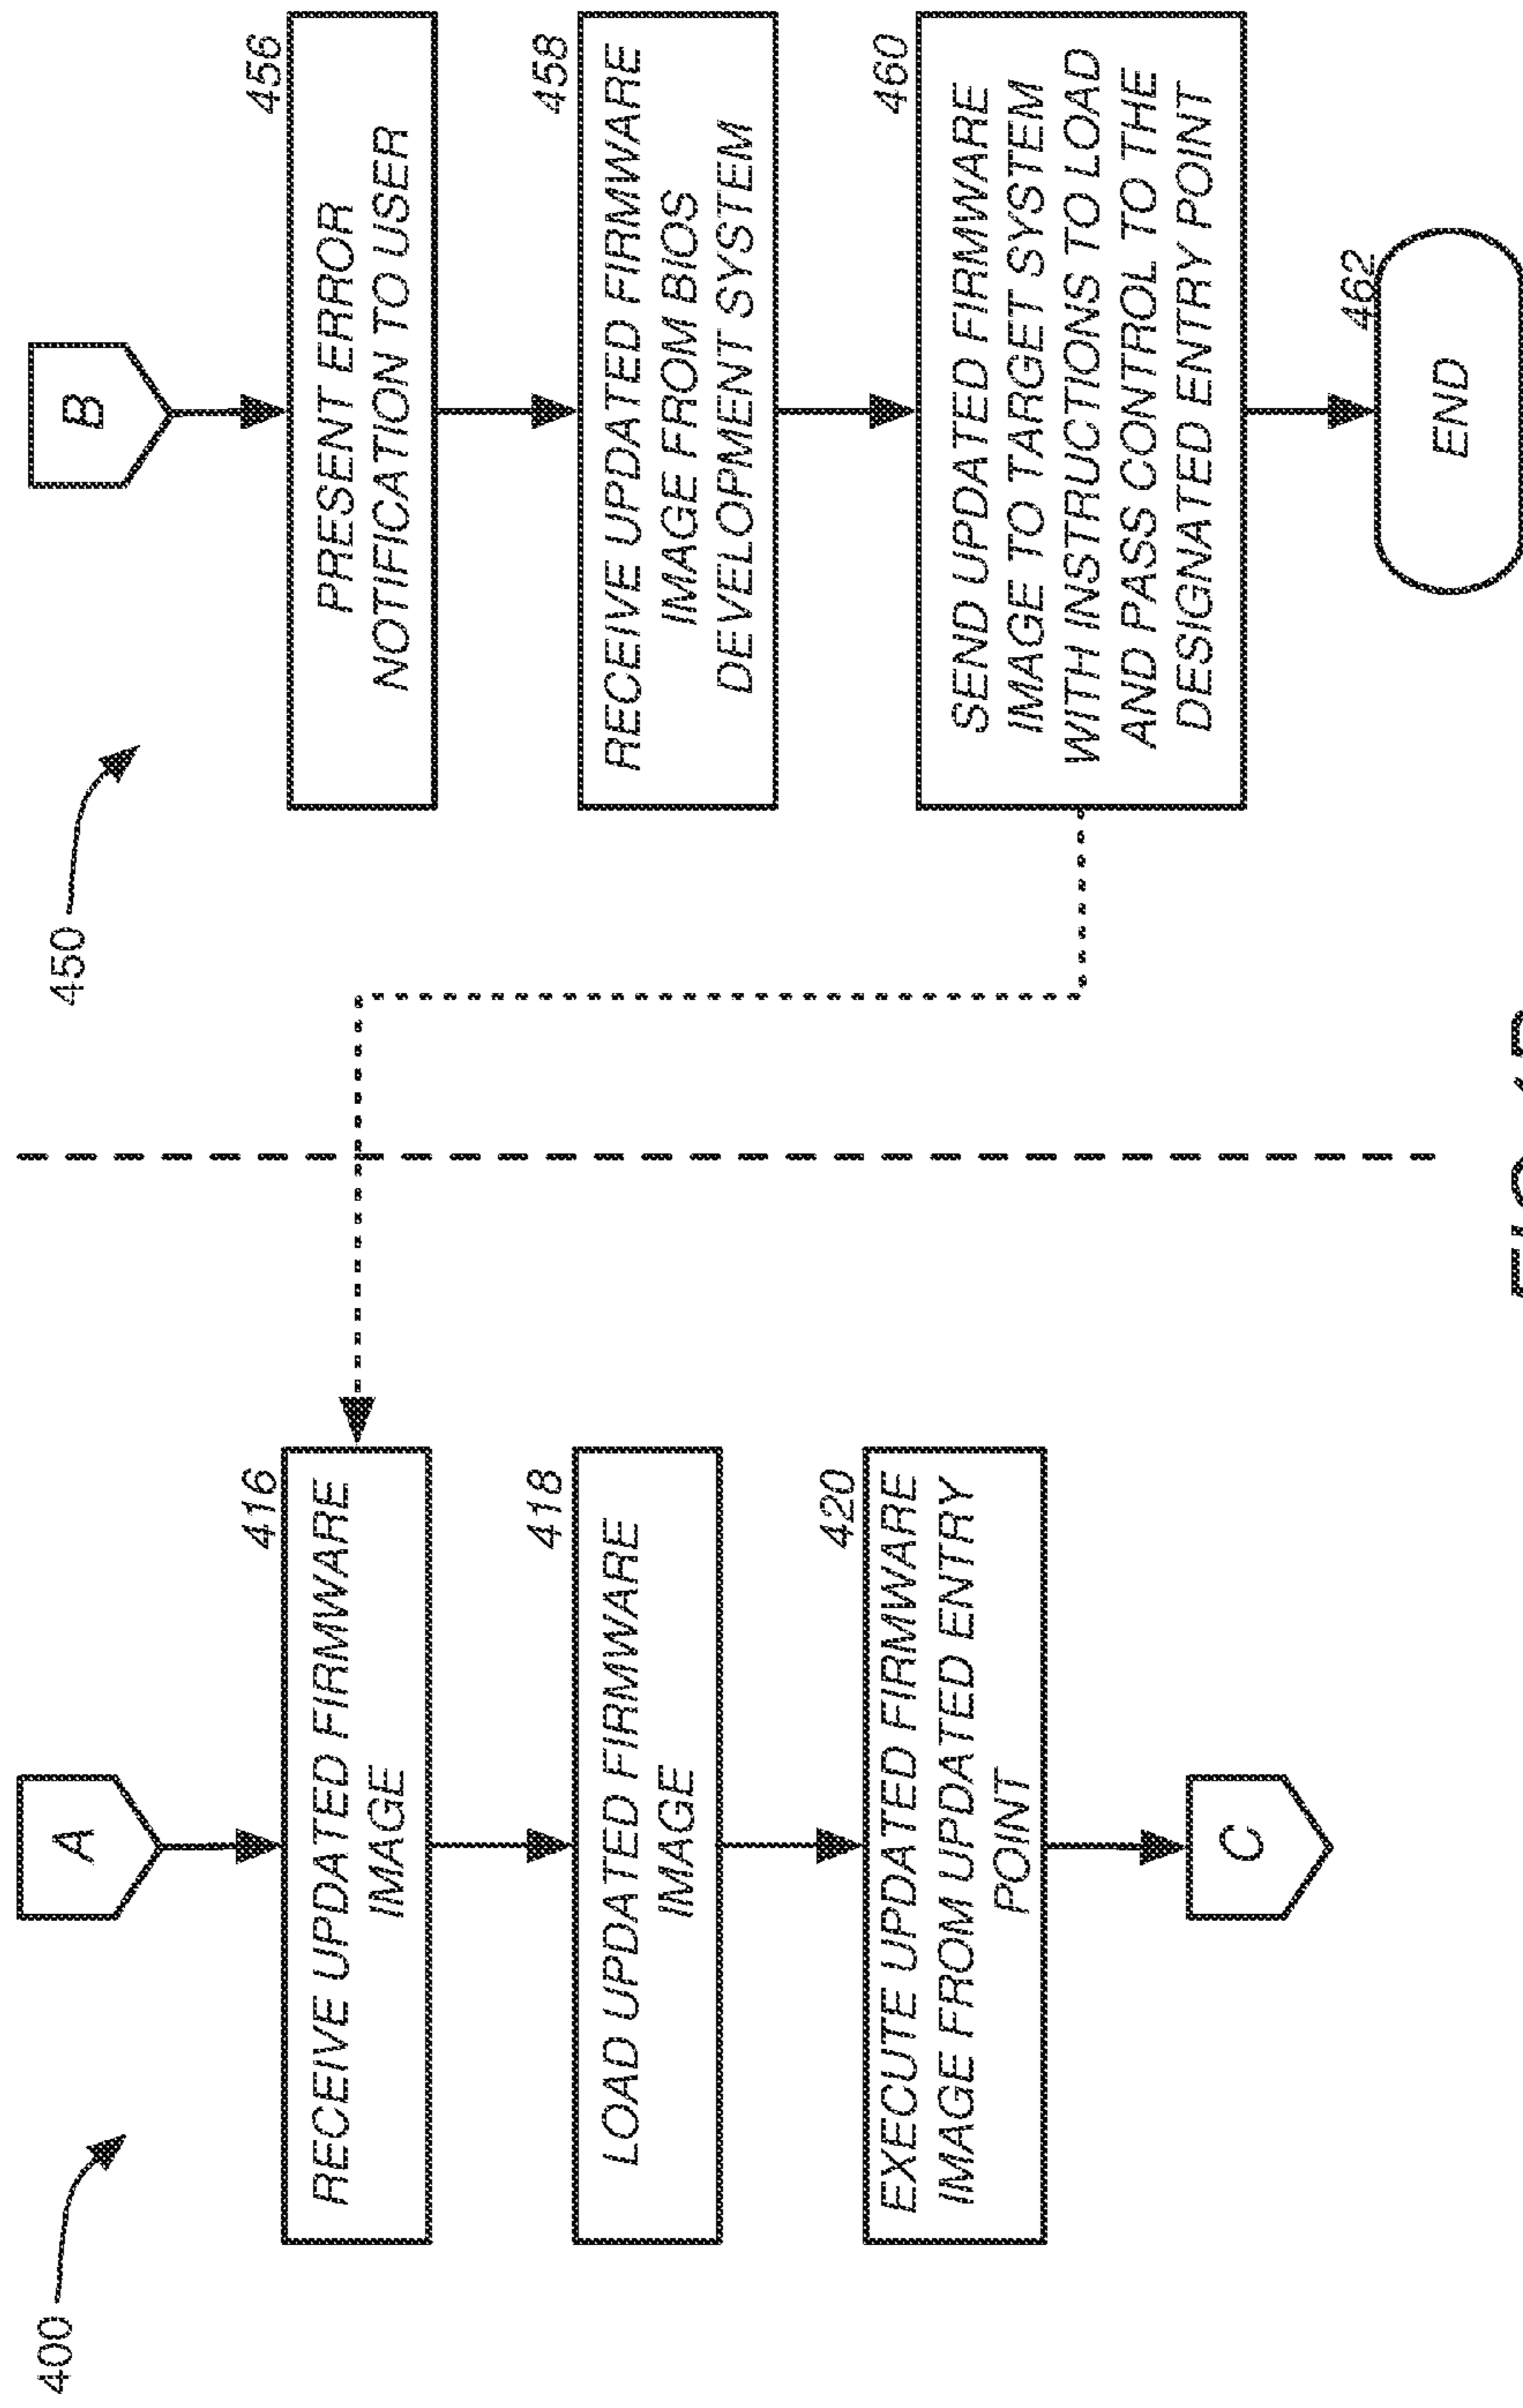 400
A
416
RECEIVE UPDATED FIRMWARE
IMAGE
418
LOAD UPDATED FIRMWARE
IMAGE
420
EXECUTE UPDATED FIRMWARE
IMAGE FROM UPDATED ENTRY
POINT
C
450
B
456
PRESENT ERROR
NOTIFICATION TO USER
458
RECEIVE UPDATED FIRMWARE
IMAGE FROM BIOS
DEVELOPMENT SYSTEM
460
SEND UPDATED FIRMWARE
IMAGE TO TARGET SYSTEM
WITH INSTRUCTIONS TO LOAD
AND PASS CONTROL TO THE
DESIGNATED ENTRY POINT
462
END